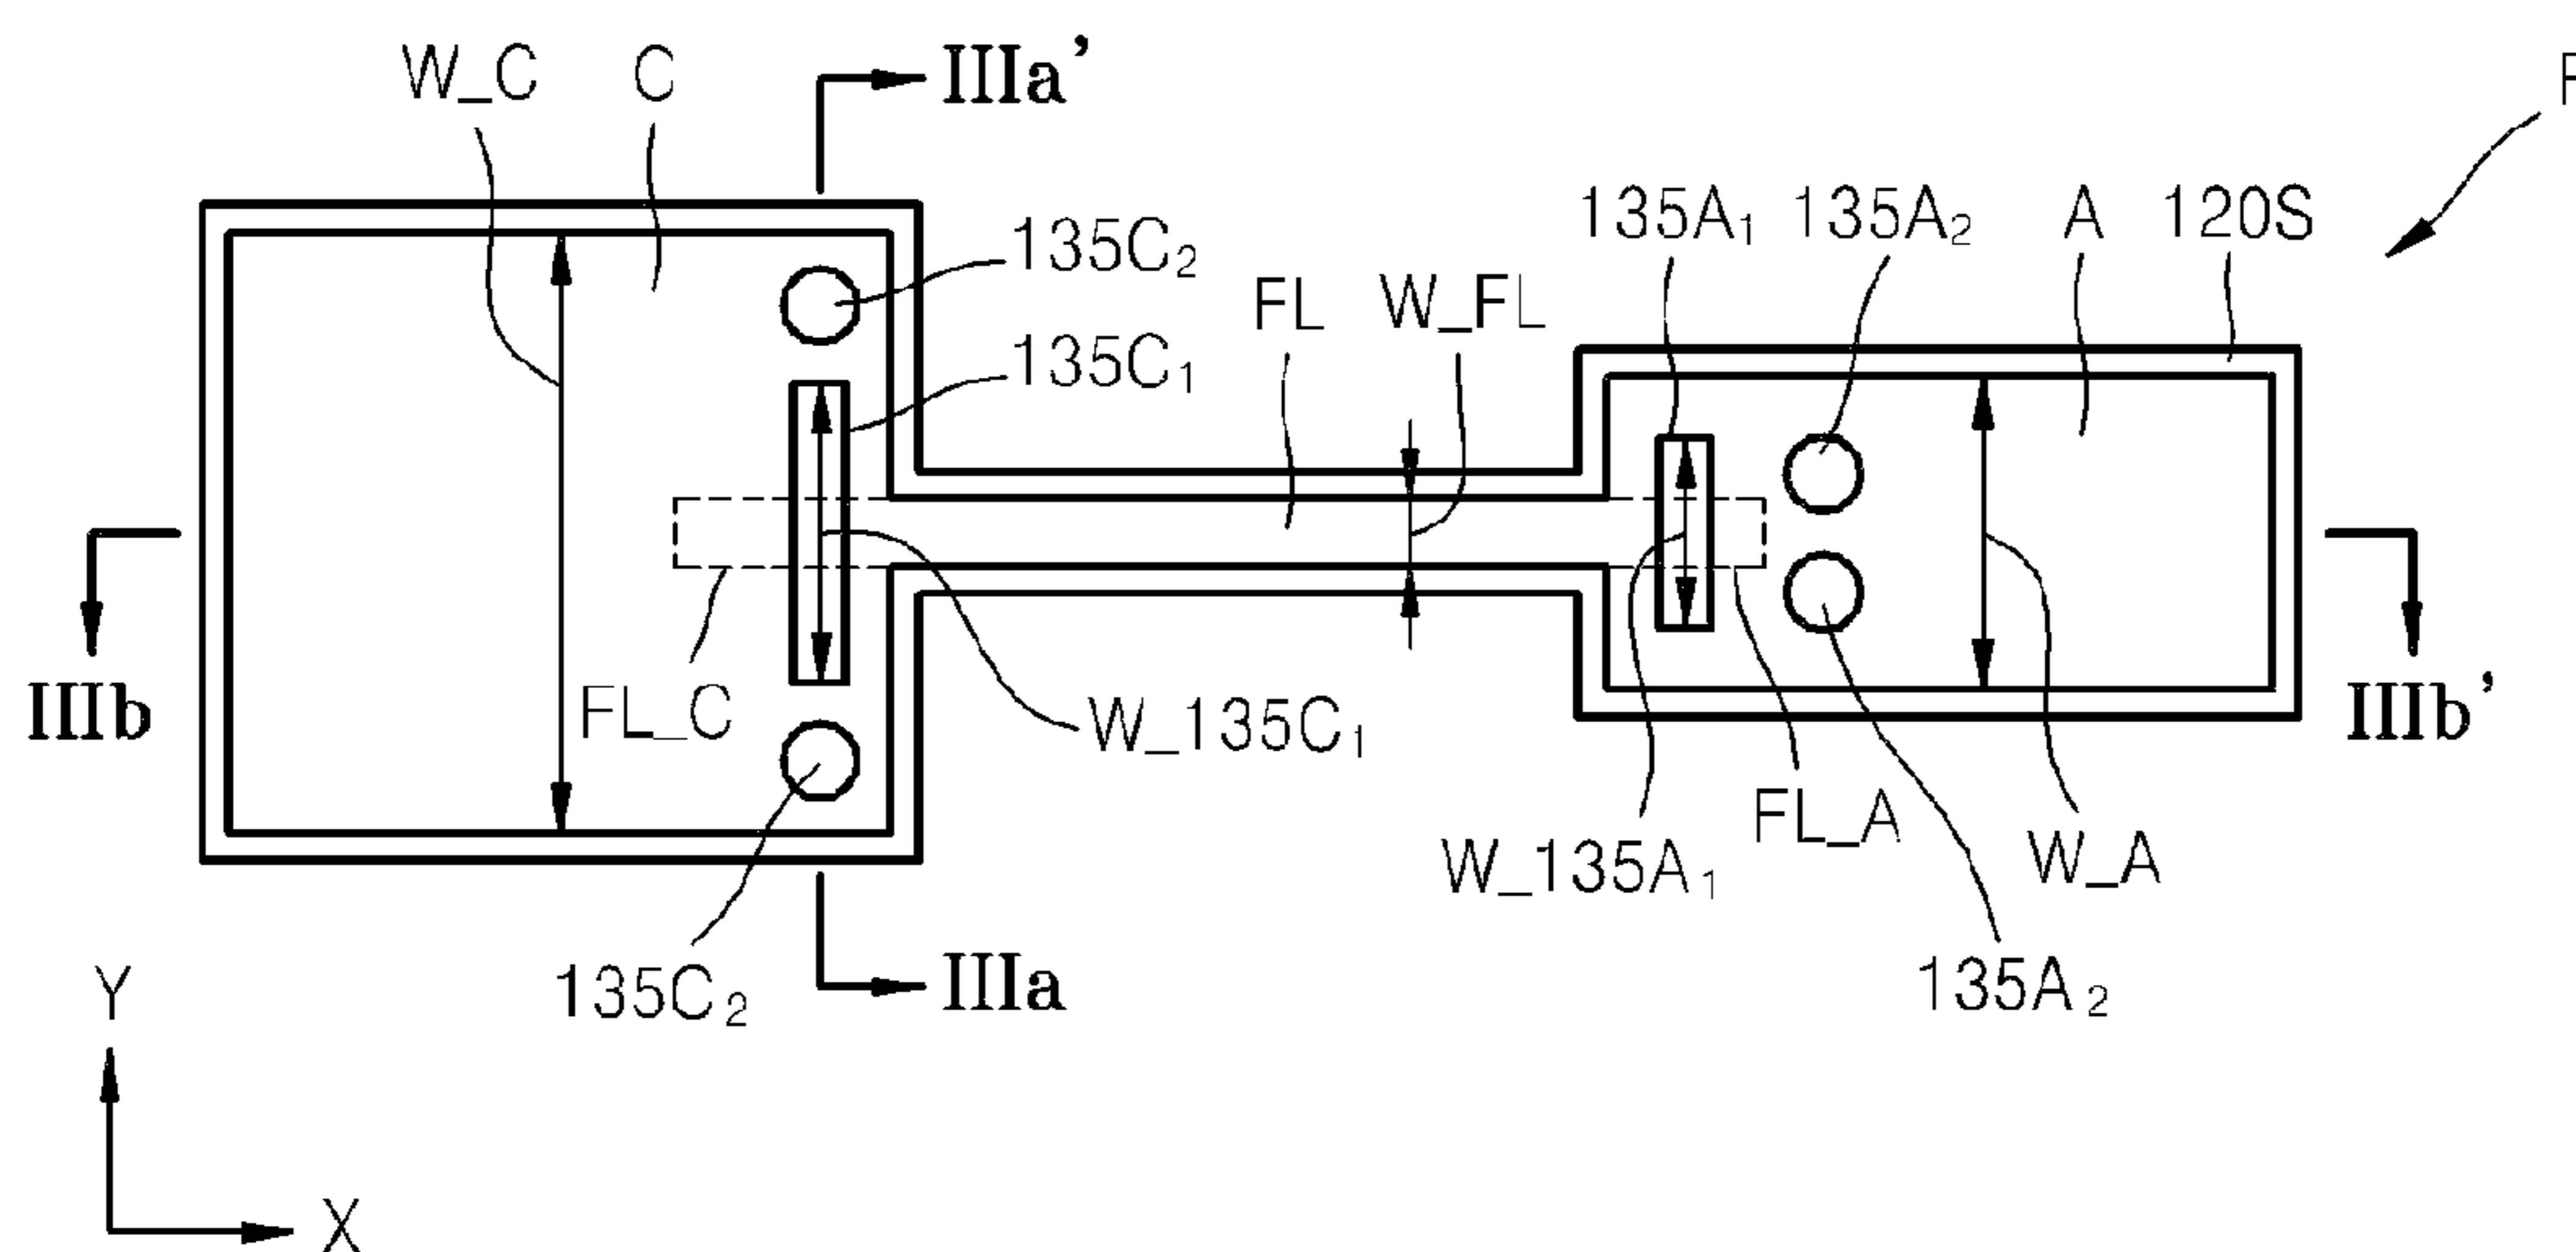 W_C C IIIa’
F
135C₂
135A₁ 135A₂ A 120S
FL W_FL
135C₁
IIIb FL_C W_135C₁ IIIb’
W_135A₁ FL_A W_A
135C₂ IIIa 135A₂
Y
X